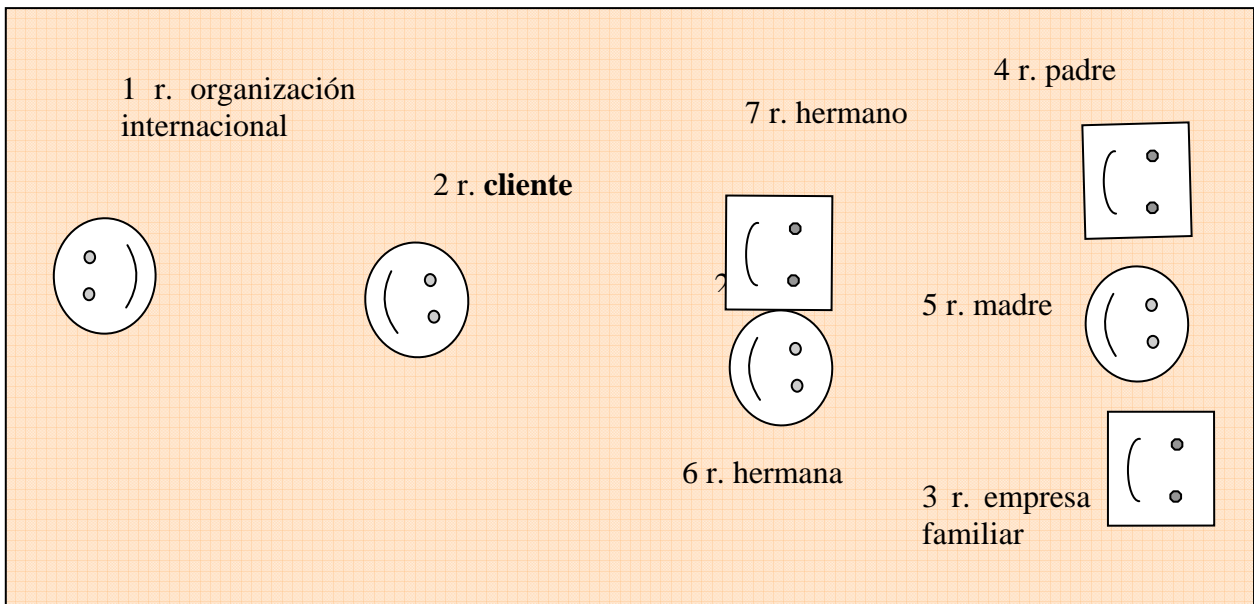 4 r. padre
1 r. organización
internacional
7 r. hermano
2 r. cliente
5 r. madre
6 r. hermana
3 r. empresa
familiar